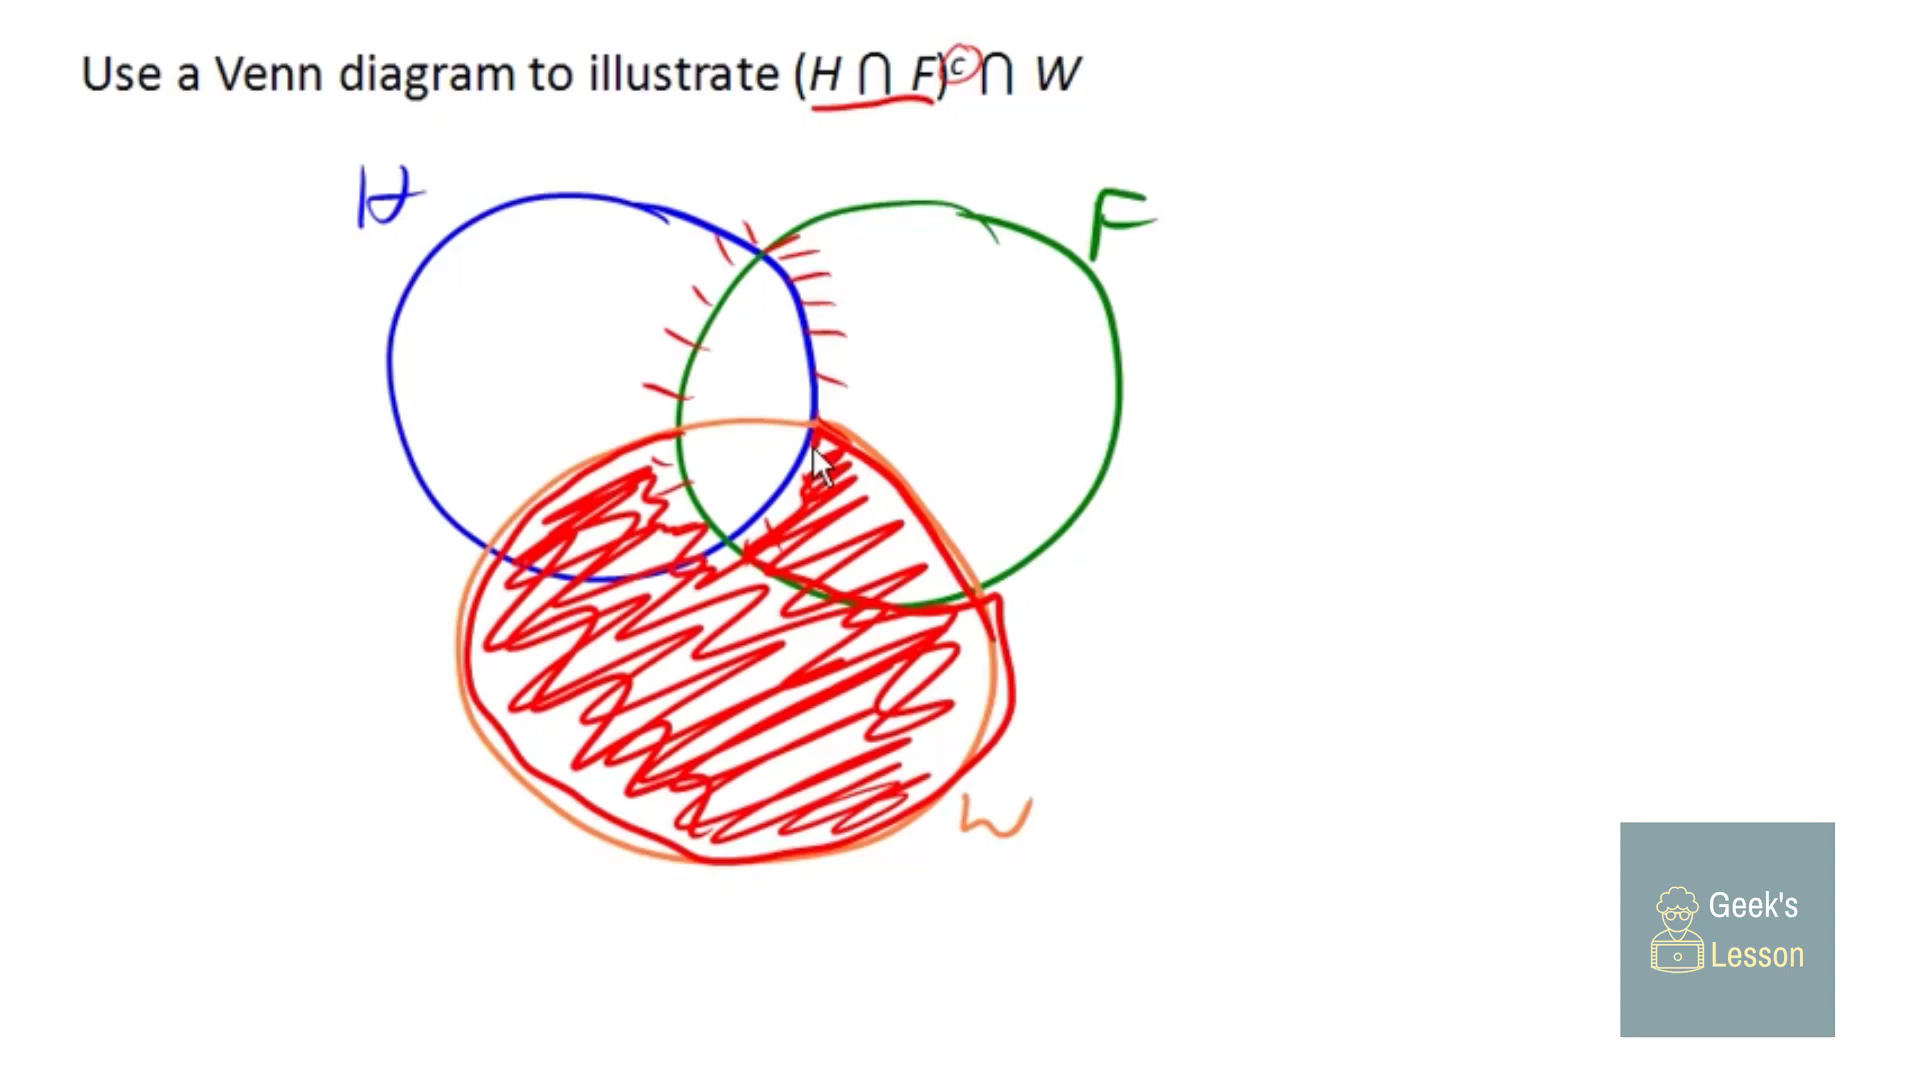 Use a Venn diagram to illustrate (H ⋂ F)ᶜ ⋂ W
H
F
W
Geek's
Lesson